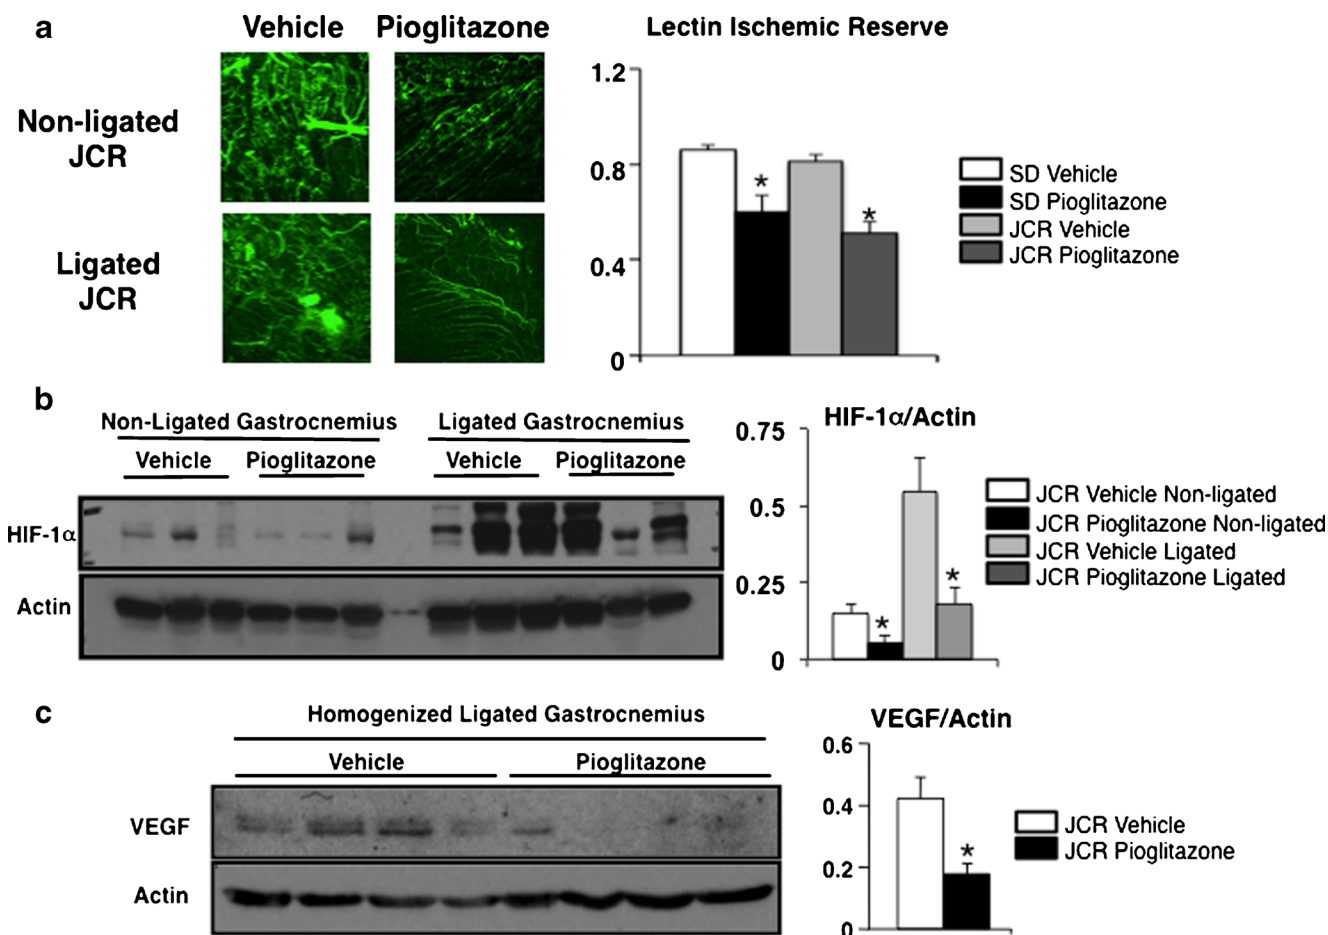 a
Vehicle Pioglitazone
Non-ligated
JCR
Ligated
JCR
Lectin Ischemic Reserve
1.2
0.8
0.4
0
*
*
SD Vehicle
SD Pioglitazone
JCR Vehicle
JCR Pioglitazone
b
Non-Ligated Gastrocnemius
Ligated Gastrocnemius
Vehicle
Pioglitazone
Vehicle
Pioglitazone
HIF-1α
Actin
HIF-1α/Actin
0.75
0.5
0.25
0
*
*
JCR Vehicle Non-ligated
JCR Pioglitazone Non-ligated
JCR Vehicle Ligated
JCR Pioglitazone Ligated
c
Homogenized Ligated Gastrocnemius
Vehicle
Pioglitazone
VEGF
Actin
VEGF/Actin
0.6
0.4
0.2
0
*
JCR Vehicle
JCR Pioglitazone